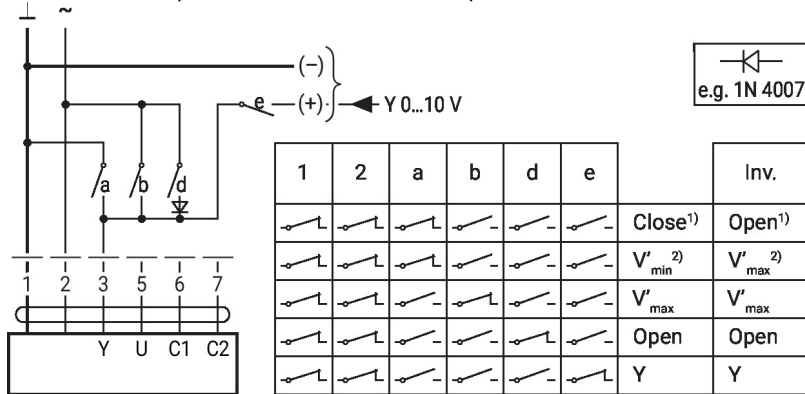 ⊥ ~
(–)
e (+) Y 0...10 V
e.g. 1N 4007
a b d
1 2 a b d e Inv.
Close¹⁾ Open¹⁾
V'min²⁾ V'max²⁾
V'max V'max
Open Open
Y Y
1 2 3 5 6 7
Y U C1 C2